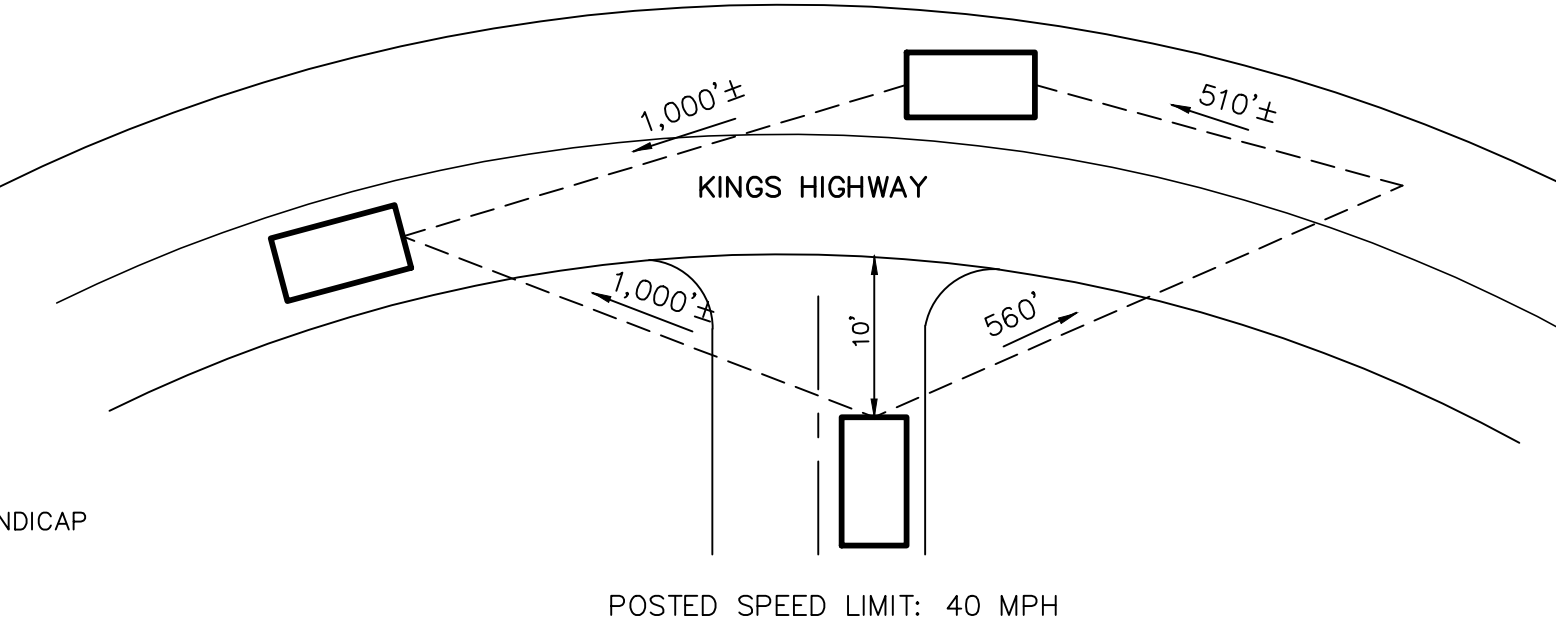 1,000'±
510'±
KINGS HIGHWAY
1,000'±
560'
10'
NDICAP
POSTED SPEED LIMIT: 40 MPH